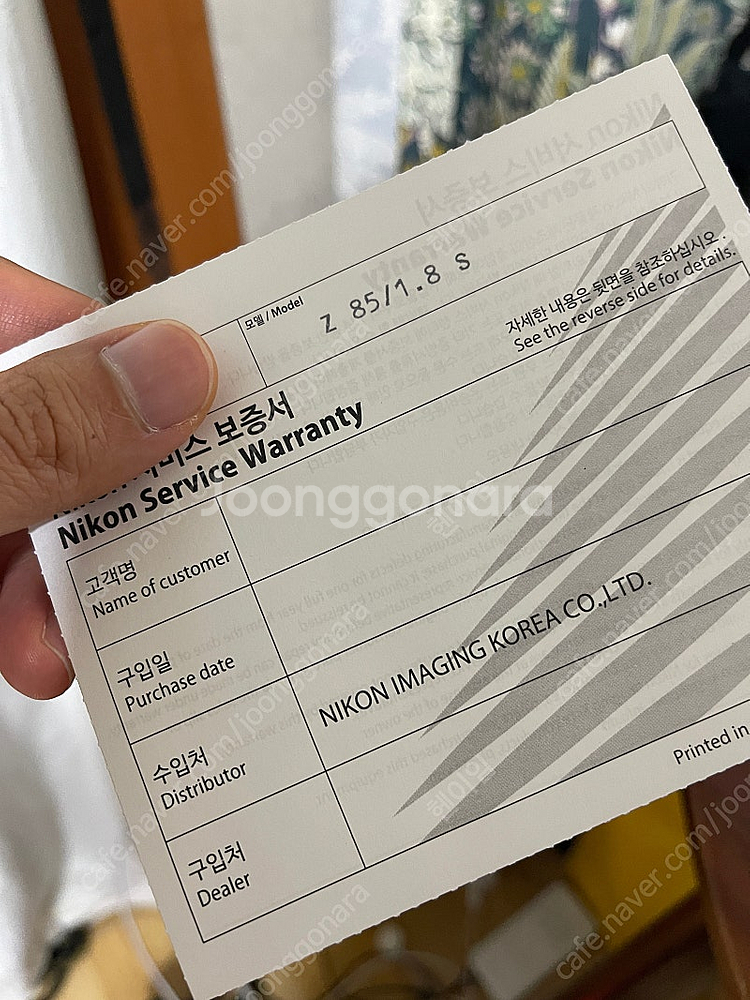 모델 / Model
Z 85/1.8 S
자세한 내용은 뒷면을 참조하십시오.
See the reverse side for details.
서비스 보증서
Nikon Service Warranty
고객명
Name of customer
구입일
Purchase date
수입처
Distributor
NIKON IMAGING KOREA CO.,LTD.
구입처
Dealer
Printed in
joonggonara
cafe.naver.com/joonggonara